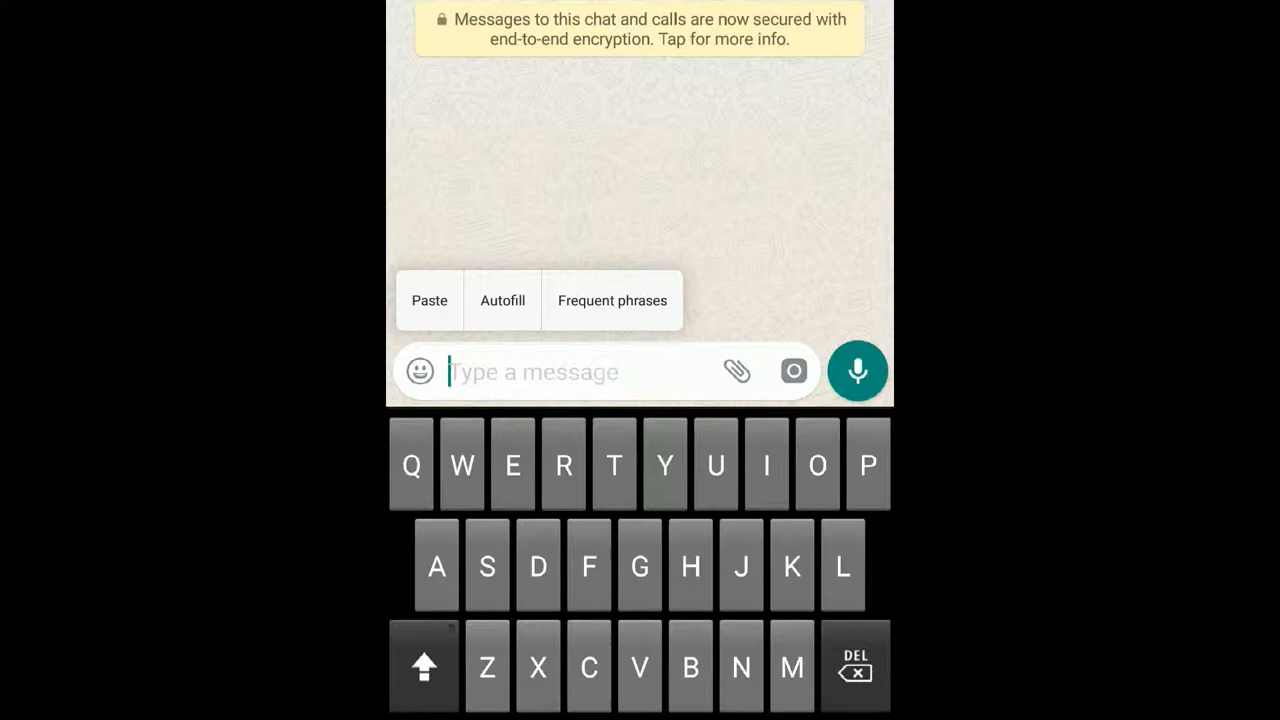 Messages to this chat and calls are now secured with
end-to-end encryption. Tap for more info.
Paste Autofill Frequent phrases
Type a message
Q W E R T Y U I O P
A S D F G H J K L
Z X C V B N M DEL